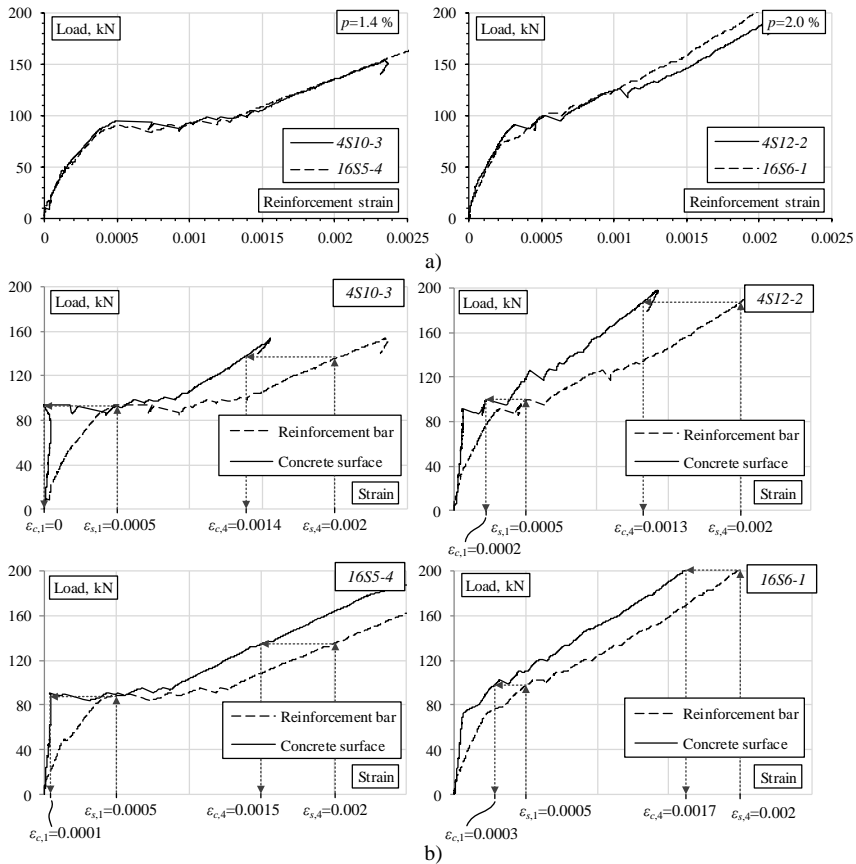 Load, kN
p=1.4 %
200
150
100
50
0
4S10-3
16S5-4
Reinforcement strain
0 0.0005 0.001 0.0015 0.002 0.0025
Load, kN
p=2.0 %
200
150
100
50
0
4S12-2
16S6-1
Reinforcement strain
0 0.0005 0.001 0.0015 0.002 0.0025
a)
Load, kN
4S10-3
200
160
120
80
40
0
Reinforcement bar
Concrete surface
Strain
εc,1=0 εs,1=0.0005 εc,4=0.0014 εs,4=0.002
Load, kN
4S12-2
200
160
120
80
40
0
Reinforcement bar
Concrete surface
Strain
εs,1=0.0005 εc,4=0.0013 εs,4=0.002
εc,1=0.0002
Load, kN
16S5-4
200
160
120
80
40
0
Reinforcement bar
Concrete surface
Strain
εs,1=0.0005 εc,4=0.0015 εs,4=0.002
εc,1=0.0001
Load, kN
16S6-1
200
160
120
80
40
0
Reinforcement bar
Concrete surface
Strain
εs,1=0.0005 εc,4=0.0017 εs,4=0.002
εc,1=0.0003
b)